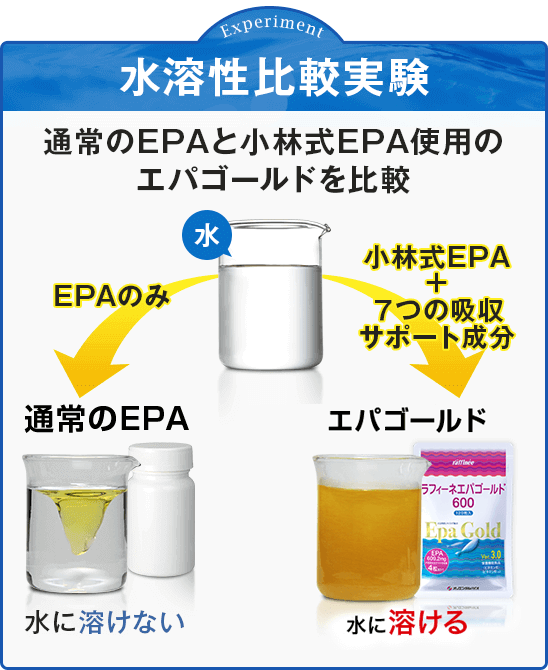 Experiment
水溶性比較実験
通常のEPAと小林式EPA使用の
エパゴールドを比較
水
EPAのみ
小林式EPA
＋
7つの吸収
サポート成分
通常のEPA
エパゴールド
raffinee
ラフィーネエパゴールド
600
Epa Gold
Ver 3.0
EPA
600.2mg
水に溶けない
水に溶ける